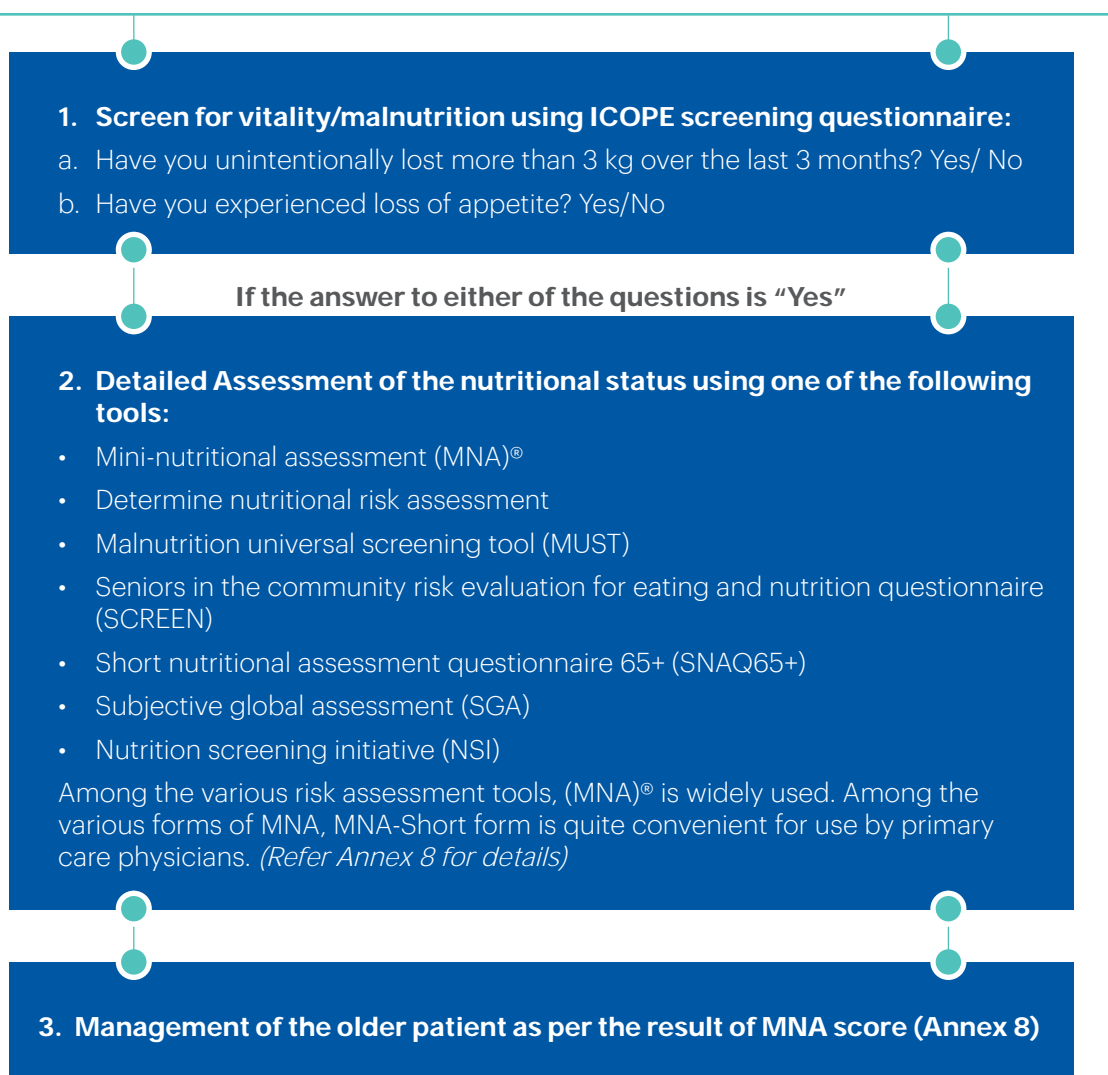 1. Screen for vitality/malnutrition using ICOPE screening questionnaire:
a. Have you unintentionally lost more than 3 kg over the last 3 months? Yes/ No
b. Have you experienced loss of appetite? Yes/No
If the answer to either of the questions is “Yes”
2. Detailed Assessment of the nutritional status using one of the following
tools:
• Mini-nutritional assessment (MNA)®
• Determine nutritional risk assessment
• Malnutrition universal screening tool (MUST)
• Seniors in the community risk evaluation for eating and nutrition questionnaire
(SCREEN)
• Short nutritional assessment questionnaire 65+ (SNAQ65+)
• Subjective global assessment (SGA)
• Nutrition screening initiative (NSI)
Among the various risk assessment tools, (MNA)® is widely used. Among the
various forms of MNA, MNA-Short form is quite convenient for use by primary
care physicians. (Refer Annex 8 for details)
3. Management of the older patient as per the result of MNA score (Annex 8)